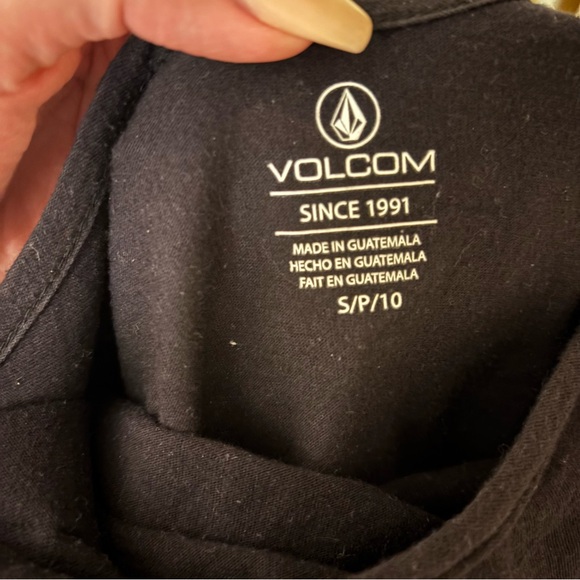 VOLCOM
SINCE 1991
MADE IN GUATEMALA
HECHO EN GUATEMALA
FAIT EN GUATEMALA
S/P/10